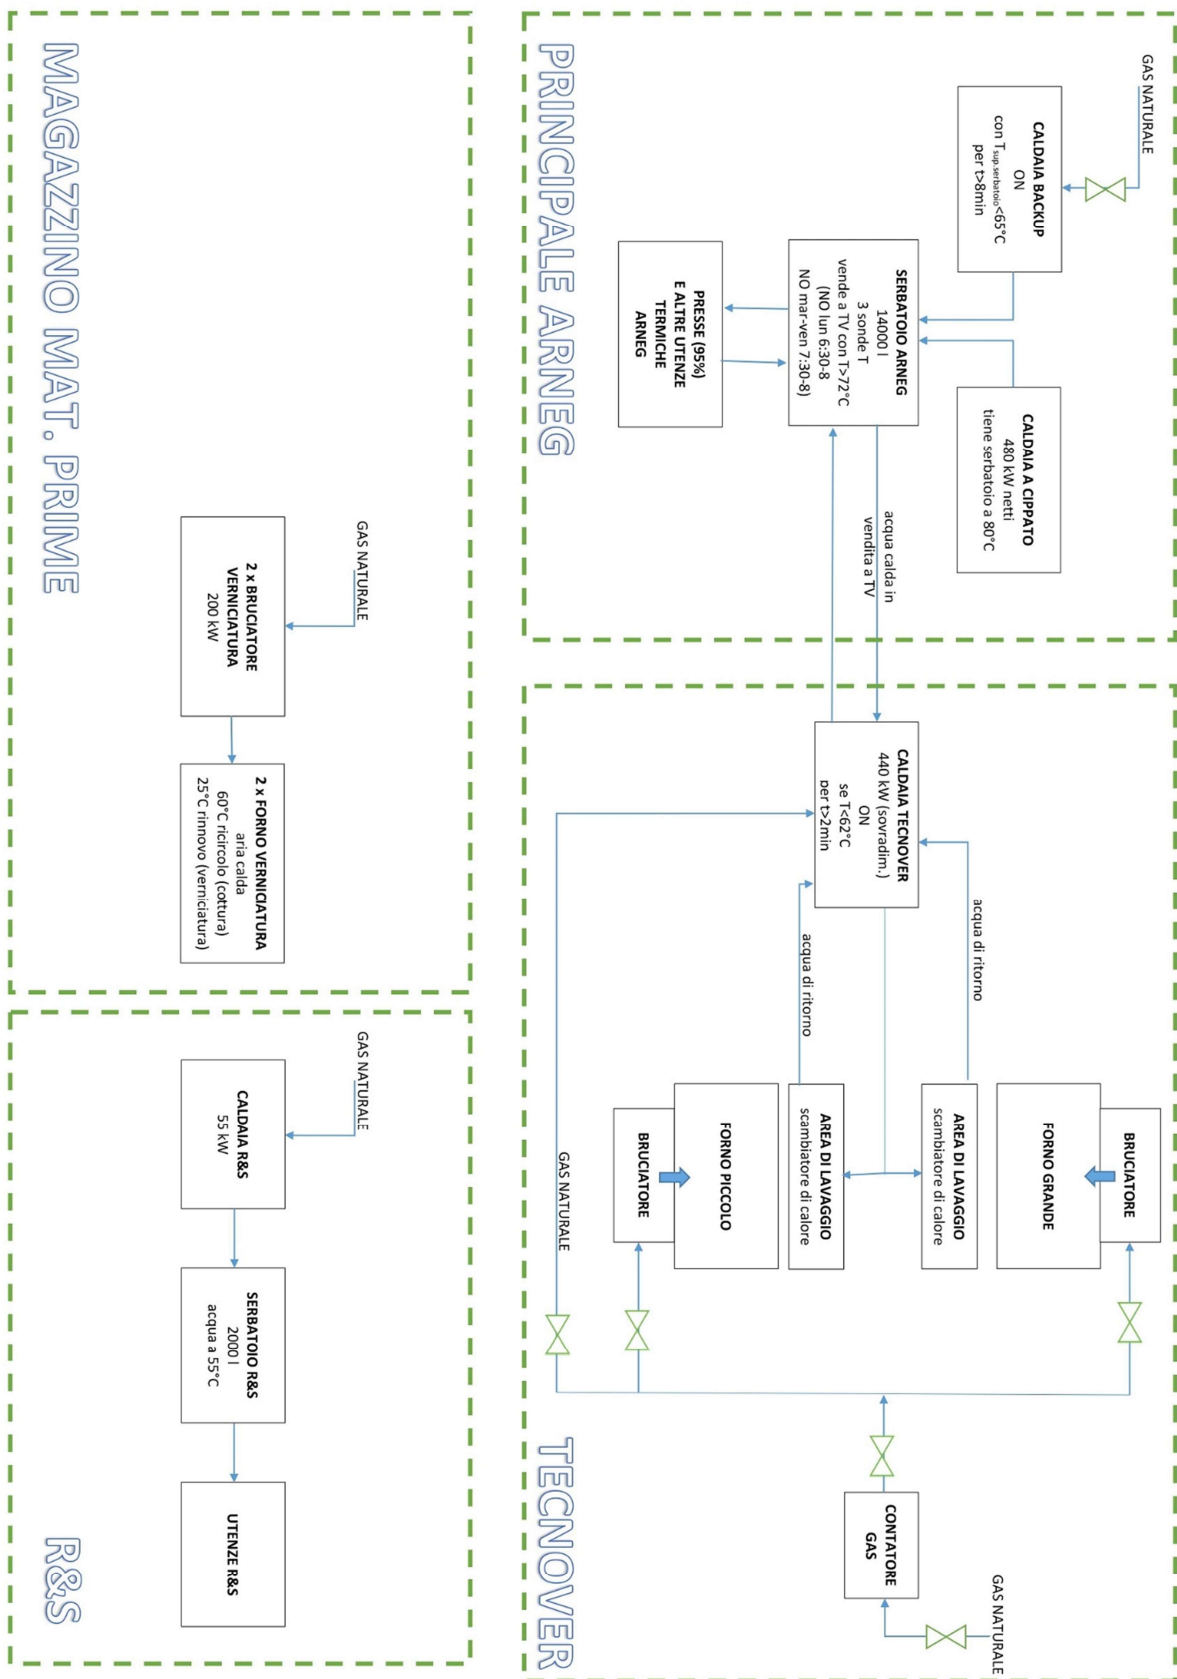 PRINCIPALE ARNEG
GAS NATURALE
CALDAIA BACKUP
ON
con Tsup.serbatoio<65°C
per t>8min
CALDAIA A CIPPATO
480 kW netti
tiene serbatoio a 80°C
SERBATOIO ARNEG
14000 l
3 sonde T
vende a TV con T>72°C
(NO lun 6:30-8
NO mar-ven 7:30-8)
PRESSE (95%)
E ALTRE UTENZE
TERMICHE
ARNEG
acqua calda in
vendita a TV
TECNOVER
CALDAIA TECNOVER
440 kW (sovradim.)
ON
se T<62°C
per t>2min
acqua di ritorno
acqua di ritorno
BRUCIATORE
FORNO GRANDE
AREA DI LAVAGGIO
scambiatore di calore
AREA DI LAVAGGIO
scambiatore di calore
FORNO PICCOLO
BRUCIATORE
GAS NATURALE
CONTATORE
GAS
GAS NATURALE
MAGAZZINO MAT. PRIME
GAS NATURALE
2 x BRUCIATORE
VERNICIATURA
200 kW
2 x FORNO VERNICIATURA
aria calda
60°C ricircolo (cottura)
25°C rinnovo (verniciatura)
R&S
GAS NATURALE
CALDAIA R&S
55 kW
SERBATOIO R&S
2000 l
acqua a 55°C
UTENZE R&S